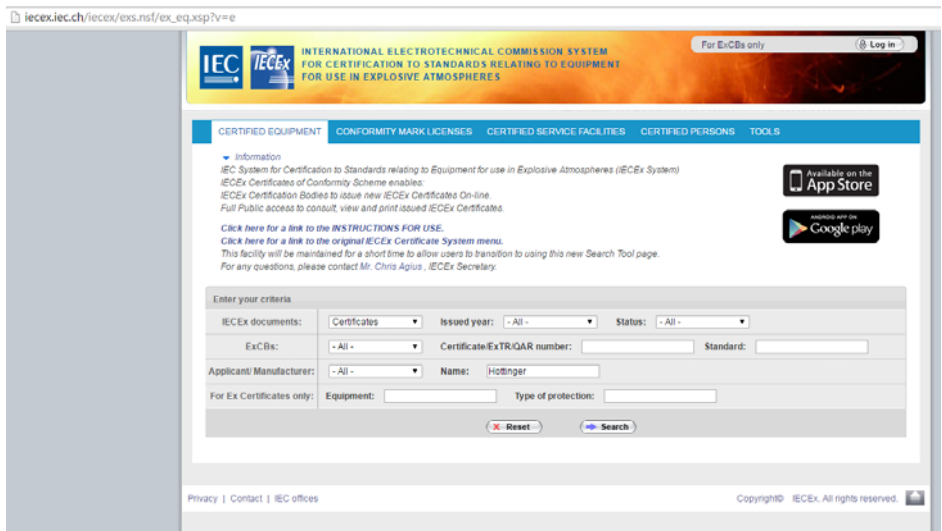 iecex.iec.ch/iecex/exs.nsf/ex_eq.xsp?v=e
IEC IECEx
INTERNATIONAL ELECTROTECHNICAL COMMISSION SYSTEM
FOR CERTIFICATION TO STANDARDS RELATING TO EQUIPMENT
FOR USE IN EXPLOSIVE ATMOSPHERES
For ExCBs only Log in
CERTIFIED EQUIPMENT CONFORMITY MARK LICENSES CERTIFIED SERVICE FACILITIES CERTIFIED PERSONS TOOLS
Information
IEC System for Certification to Standards relating to Equipment for use in Explosive Atmospheres (IECEx System)
IECEx Certificates of Conformity Scheme enables:
IECEx Certification Bodies to issue new IECEx Certificates On-line.
Full Public access to consult, view and print issued IECEx Certificates.
Available on the
App Store
ANDROID APP ON
Google play
Click here for a link to the INSTRUCTIONS FOR USE.
Click here for a link to the original IECEx Certificate System menu.
This facility will be maintained for a short time to allow users to transition to using this new Search Tool page.
For any questions, please contact Mr. Chris Agius , IECEx Secretary.
Enter your criteria
IECEx documents: Certificates Issued year: - All - Status: - All -
ExCBs: - All - Certificate/ExTR/QAR number: Standard:
Applicant/ Manufacturer: - All - Name: Hottinger
For Ex Certificates only: Equipment: Type of protection:
Reset Search
Privacy | Contact | IEC offices Copyright© IECEx. All rights reserved.